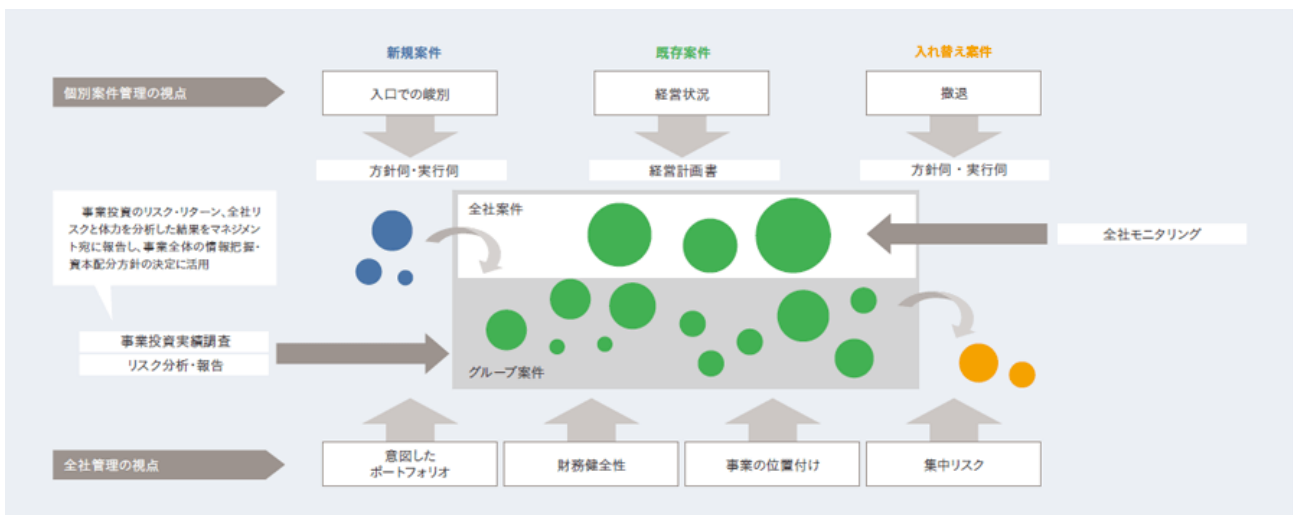 新規案件
既存案件
入れ替え案件
個別案件管理の視点
入口での峻別
経営状況
撤退
方針伺・実行伺
経営計画書
方針伺・実行伺
事業投資のリスク・リターン、全社リ
スクと体力を分析した結果をマネジメン
ト宛に報告し、事業全体の情報把握・
資本配分方針の決定に活用
全社案件
全社モニタリング
事業投資実績調査
リスク分析・報告
グループ案件
全社管理の視点
意図した
ポートフォリオ
財務健全性
事業の位置付け
集中リスク